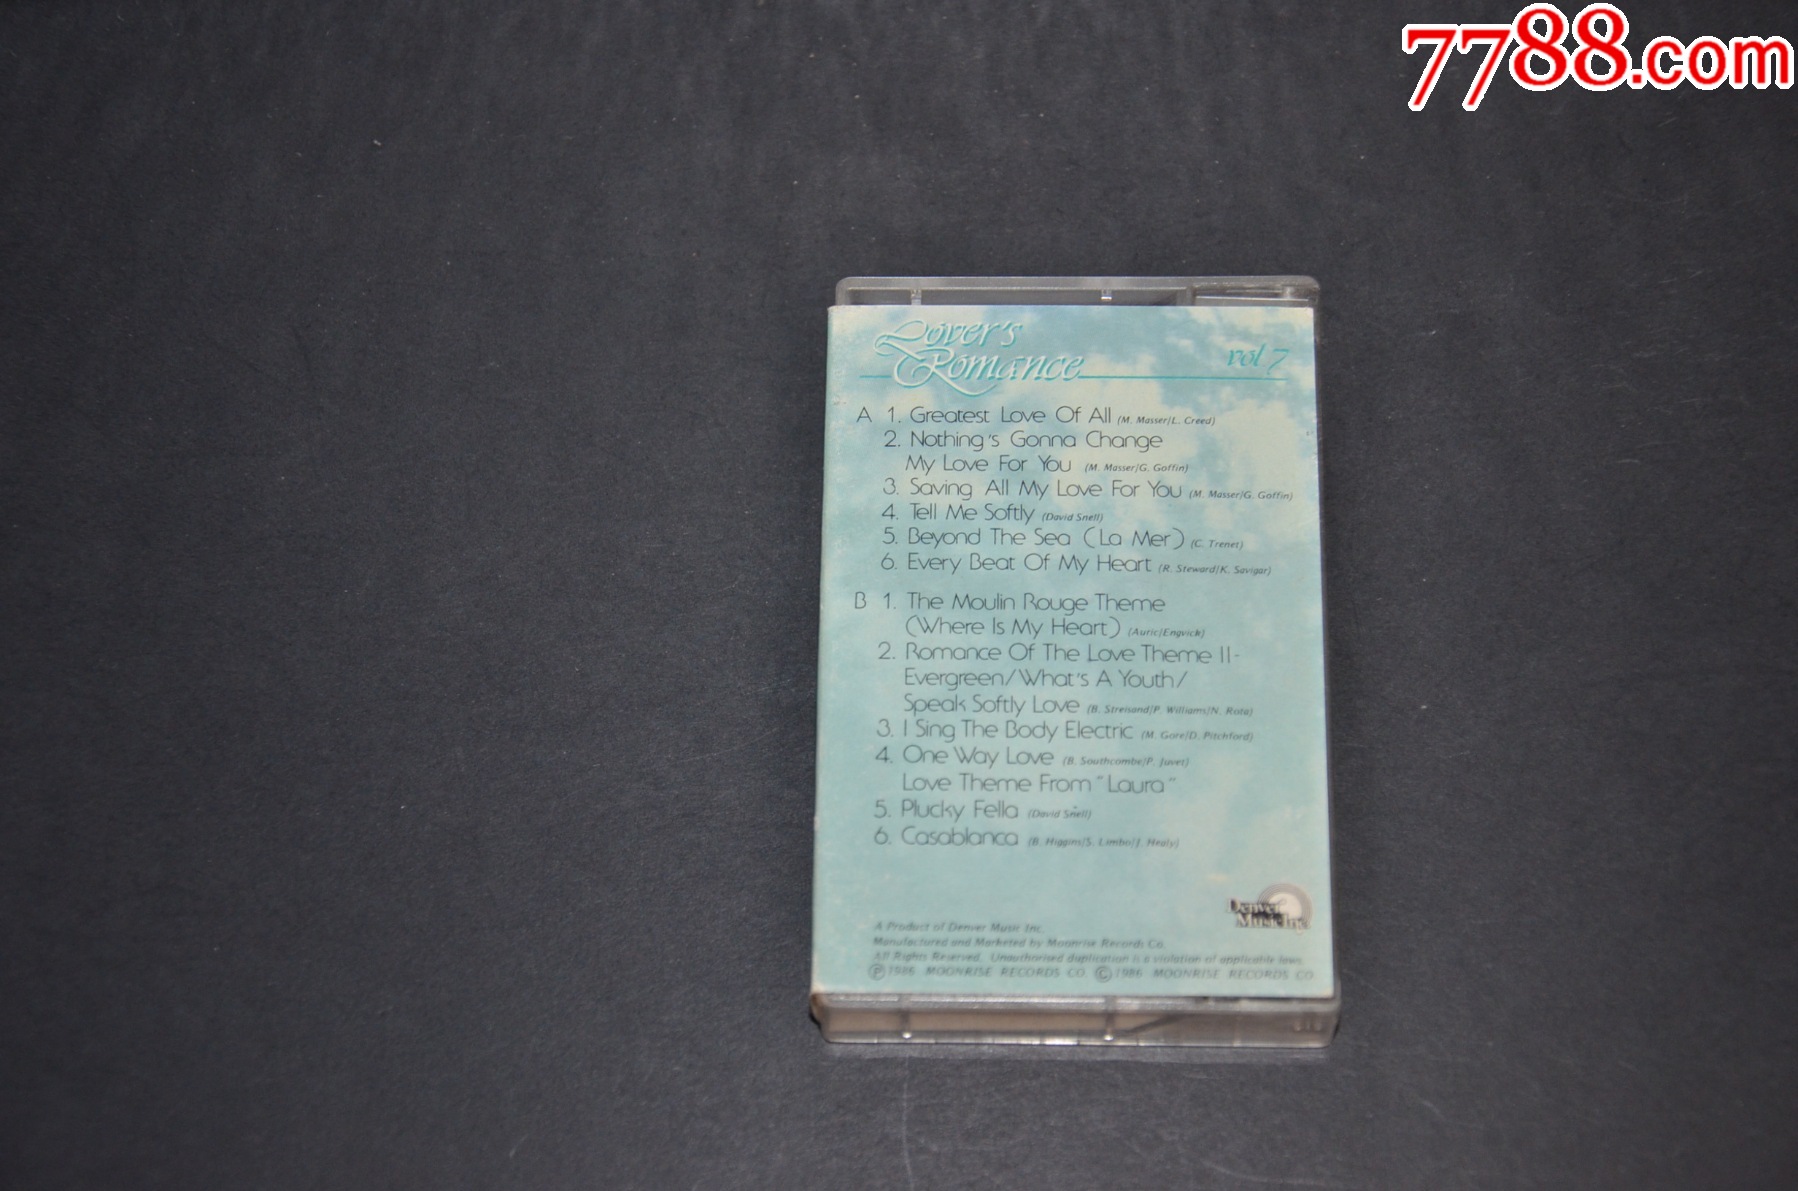 7788.com
Lover's
Romance
vol 7
A 1. Greatest Love Of All (M. Masser/L. Creed)
2. Nothing's Gonna Change
My Love For You (M. Masser/G. Goffin)
3. Saving All My Love For You (M. Masser/G. Goffin)
4. Tell Me Softly (David Snell)
5. Beyond The Sea (La Mer) (C. Trenet)
6. Every Beat Of My Heart (R. Steward/K. Savigar)
B 1. The Moulin Rouge Theme
(Where Is My Heart) (Auric/Engvick)
2. Romance Of The Love Theme II-
Evergreen/What's A Youth/
Speak Softly Love (B. Streisand/P. Williams/N. Rota)
3. I Sing The Body Electric (M. Gore/D. Pitchford)
4. One Way Love (B. Southcombe/P. Juvet)
Love Theme From "Laura"
5. Plucky Fella (David Snell)
6. Casablanca (B. Higgins/S. Limbo/J. Healy)
Denver
Music Inc
A Product of Denver Music Inc.
Manufactured and Marketed by Moonrise Records Co.
All Rights Reserved. Unauthorised duplication is a violation of applicable laws.
Ⓟ 1986 MOONRISE RECORDS CO. © 1986 MOONRISE RECORDS CO.